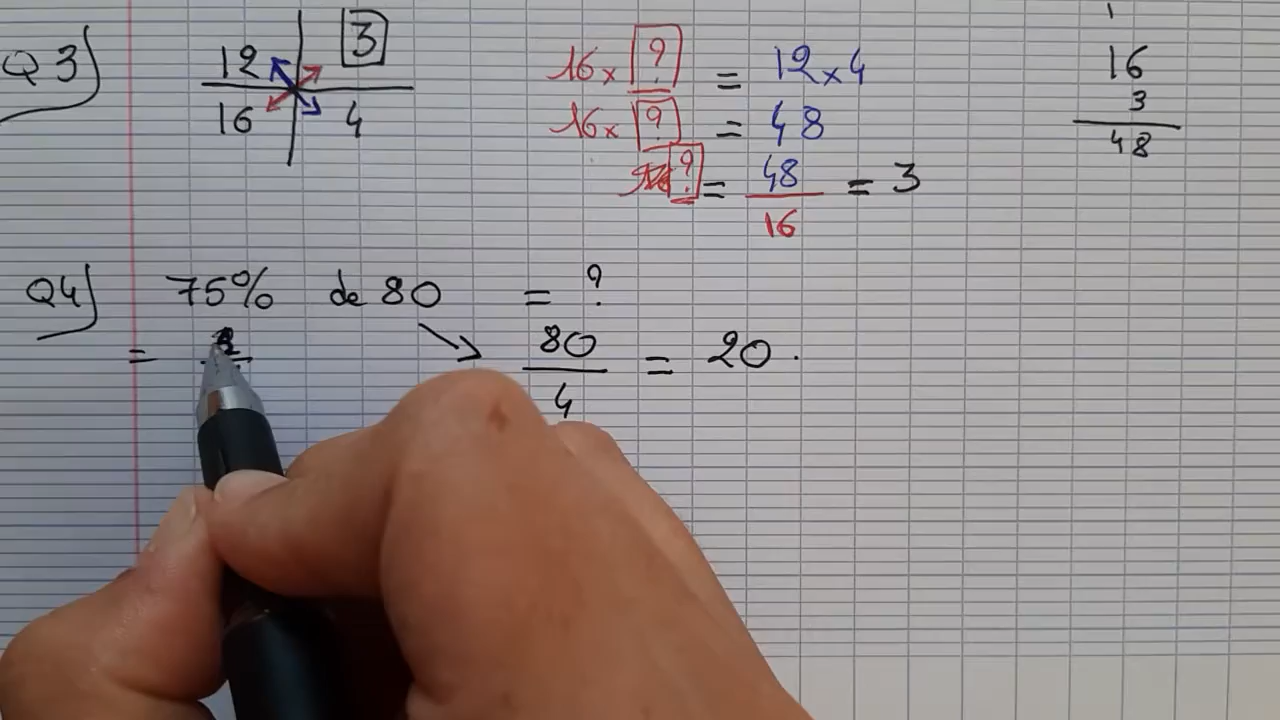 Q3) 12 3
16 4
16 × ? = 12 × 4
16 × ? = 48
? = 48/16 = 3
16
3
48
Q4) 75% de 80 = ?
= 80/4 = 20.